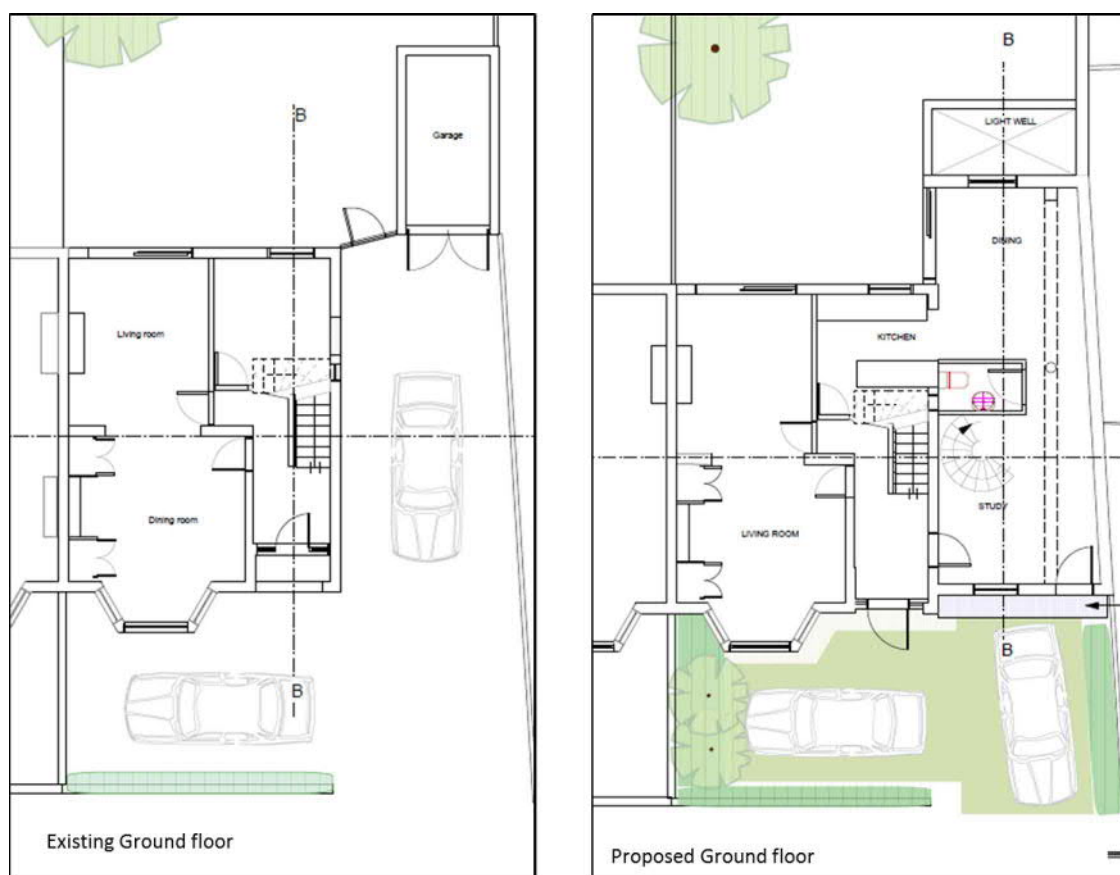 B
Garage
Living room
Dining room
B
Existing Ground floor
B
LIGHT WELL
DINING
KITCHEN
STUDY
LIVING ROOM
B
Proposed Ground floor